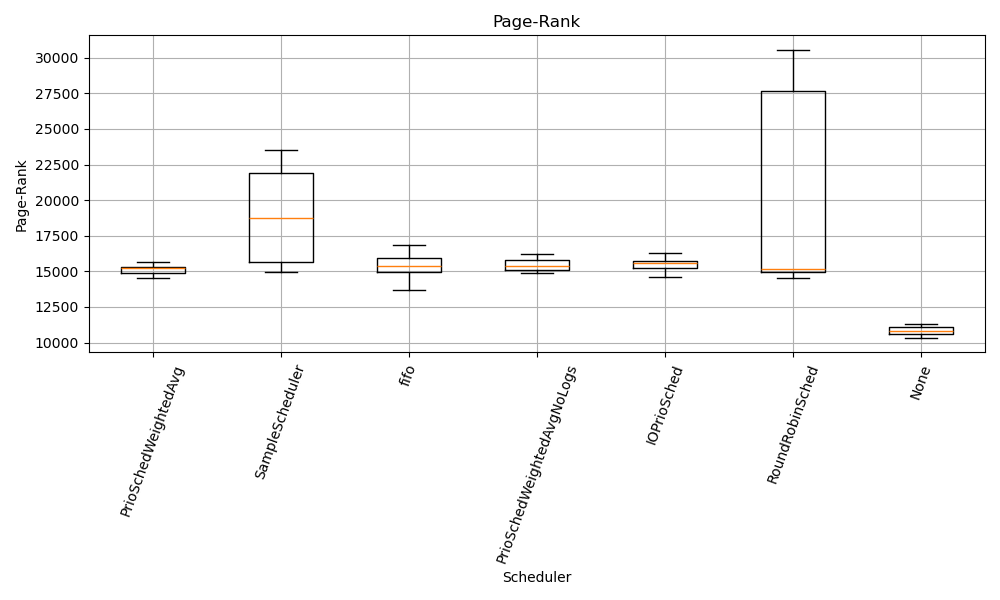 Page-Rank
Page-Rank
30000
27500
25000
22500
20000
17500
15000
12500
10000
PrioSchedWeightedAvg
SampleScheduler
fifo
PrioSchedWeightedAvgNoLogs
IOPrioSched
RoundRobinSched
None
Scheduler